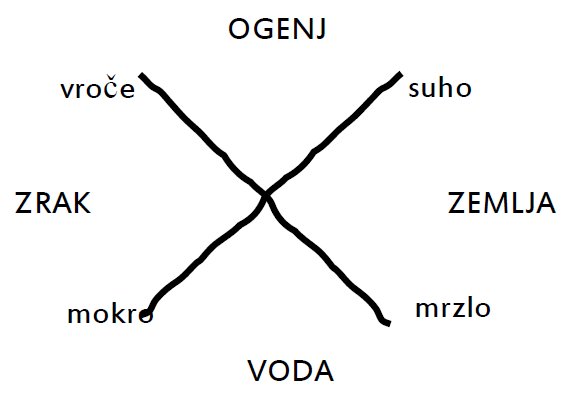 OGENJ
vroče
suho
ZRAK
ZEMLJA
mokro
mrzlo
VODA